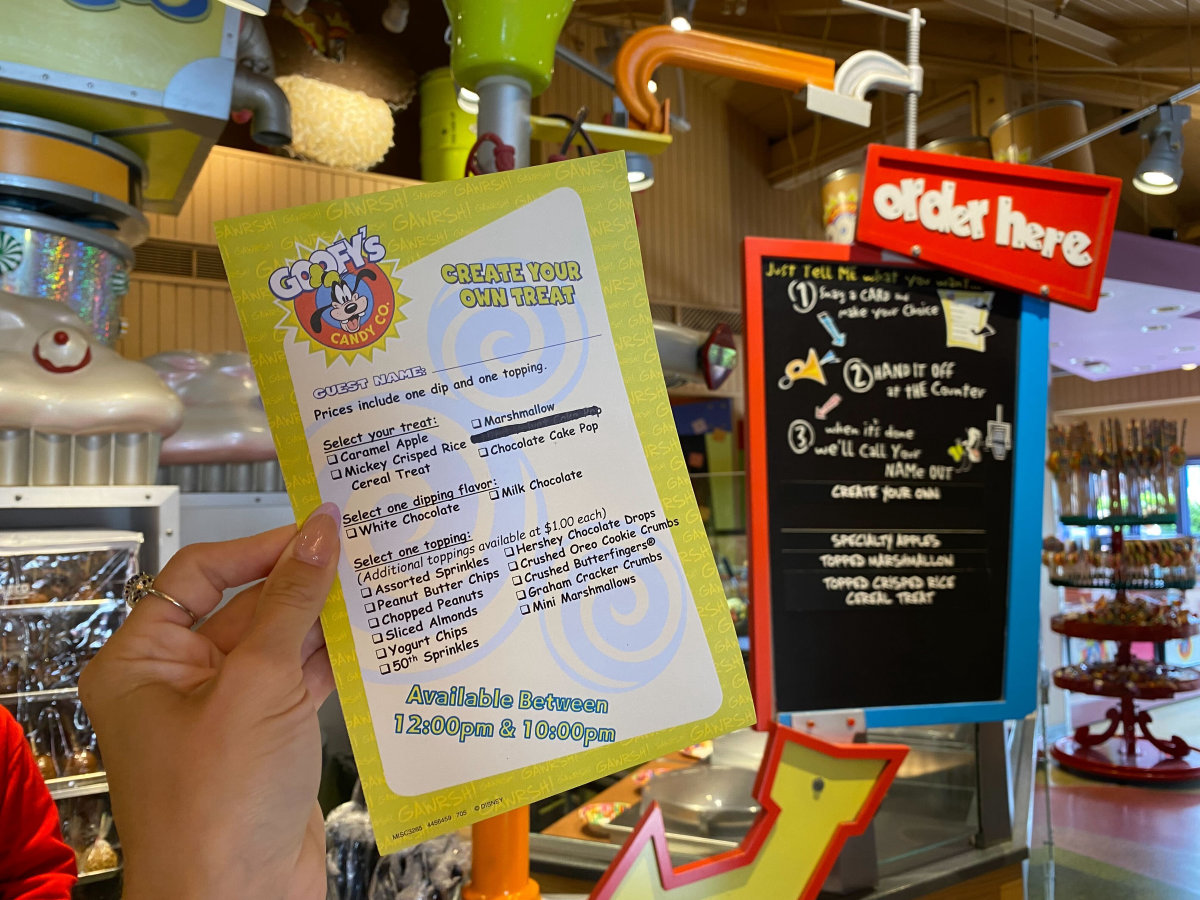 GAWRSH!
GOOFY'S
CANDY CO.
CREATE YOUR
OWN TREAT
GUEST NAME:
Prices include one dip and one topping.
Select your treat:
❑ Caramel Apple
❑ Mickey Crisped Rice
Cereal Treat
❑ Marshmallow
❑ Chocolate Cake Pop
Select one dipping flavor:
❑ White Chocolate
❑ Milk Chocolate
Select one topping:
(Additional toppings available at $1.00 each)
❑ Assorted Sprinkles
❑ Peanut Butter Chips
❑ Chopped Peanuts
❑ Sliced Almonds
❑ Yogurt Chips
❑ 50th Sprinkles
❑ Hershey Chocolate Drops
❑ Crushed Oreo Cookie Crumbs
❑ Crushed Butterfingers®
❑ Graham Cracker Crumbs
❑ Mini Marshmallows
Available Between
12:00pm & 10:00pm
MISC3265 4456459 705 © DISNEY
order here
Just Tell Me what you want...
1 Swag a CARD and
make your Choice
2 HAND IT OFF
at THE Counter
3 when it's done
we'll Call Your
NAMe OUT
CREATE YOUR OWN
SPECIALTY APPLES
TOPPED MARSHMALLOW
TOPPED CRISPED RICE
CEREAL TREAT